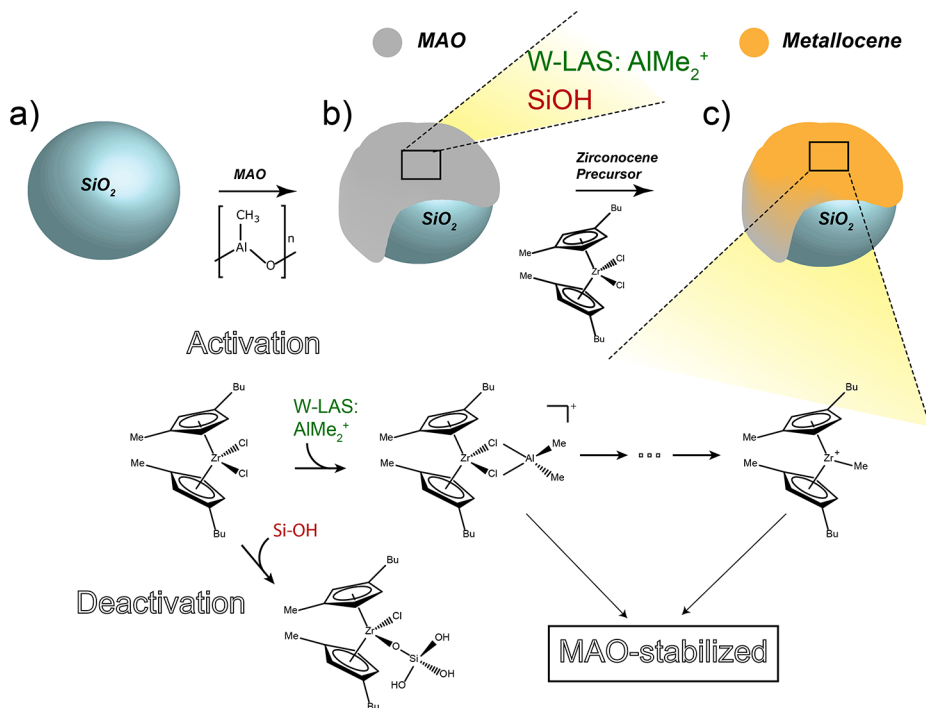 MAO
Metallocene
W-LAS: AlMe2+
SiOH
a)
b)
c)
SiO2
MAO
CH3
Al
O
n
SiO2
Zirconocene
Precursor
Bu
Me
Zr
Cl
Cl
Me
Bu
SiO2
Activation
Bu
Me
Zr
Cl
Cl
Me
Bu
W-LAS:
AlMe2+
Bu
Me
Zr
Cl
Cl
Al
Me
Me
Me
Bu
+
Bu
Me
Zr+
Me
Me
Bu
Si-OH
Deactivation
Bu
Me
Zr
Cl
O
Si
OH
OH
HO
Me
Bu
MAO-stabilized